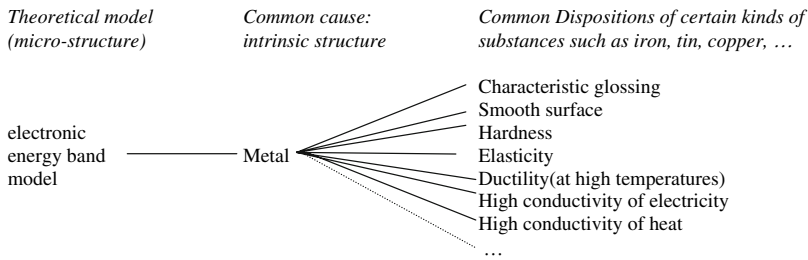 Theoretical model
(micro-structure)
Common cause:
intrinsic structure
Common Dispositions of certain kinds of
substances such as iron, tin, copper, …
electronic
energy band
model
Metal
Characteristic glossing
Smooth surface
Hardness
Elasticity
Ductility(at high temperatures)
High conductivity of electricity
High conductivity of heat
…